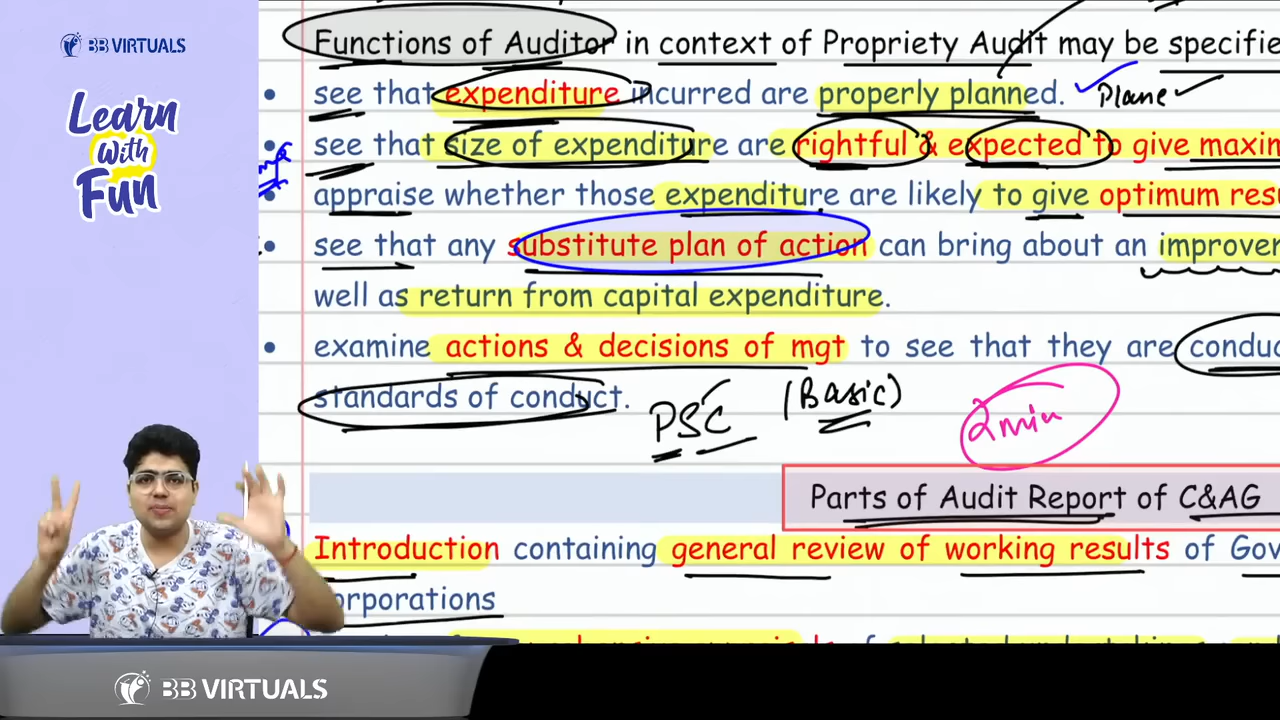 BB VIRTUALS
Learn
With
Fun
Functions of Auditor in context of Propriety Audit may be specifie
see that expenditure incurred are properly planned. Plane
see that size of expenditure are rightful & expected to give maxim
appraise whether those expenditure are likely to give optimum resu
see that any substitute plan of action can bring about an improven
well as return from capital expenditure.
examine actions & decisions of mgt to see that they are conduc
standards of conduct.
PSC (Basic) 2 min
Parts of Audit Report of C&AG
Introduction containing general review of working results of Gov
orporations
BB VIRTUALS